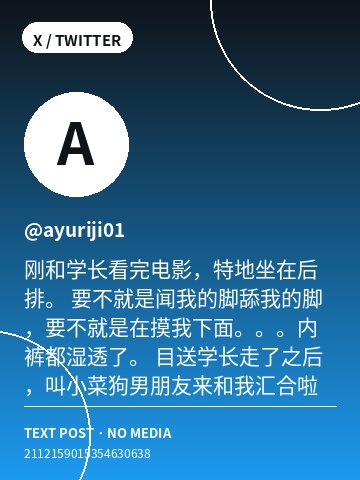 X / TWITTER
A
@ayuriji01
刚和学长看完电影，特地坐在后
排。 要不就是闻我的脚舔我的脚
，要不就是在摸我下面。。。内
裤都湿透了。 目送学长走了之后
，叫小菜狗男朋友来和我汇合啦
TEXT POST · NO MEDIA
2112159015354630638